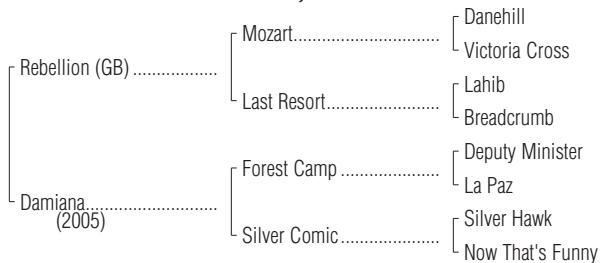 Danehill
Mozart..................................
Victoria Cross
Rebellion (GB) ...................
Lahib
Last Resort..........................
Breadcrumb
Deputy Minister
Forest Camp ......................
La Paz
Damiana..............................
(2005)
Silver Hawk
Silver Comic.......................
Now That's Funny